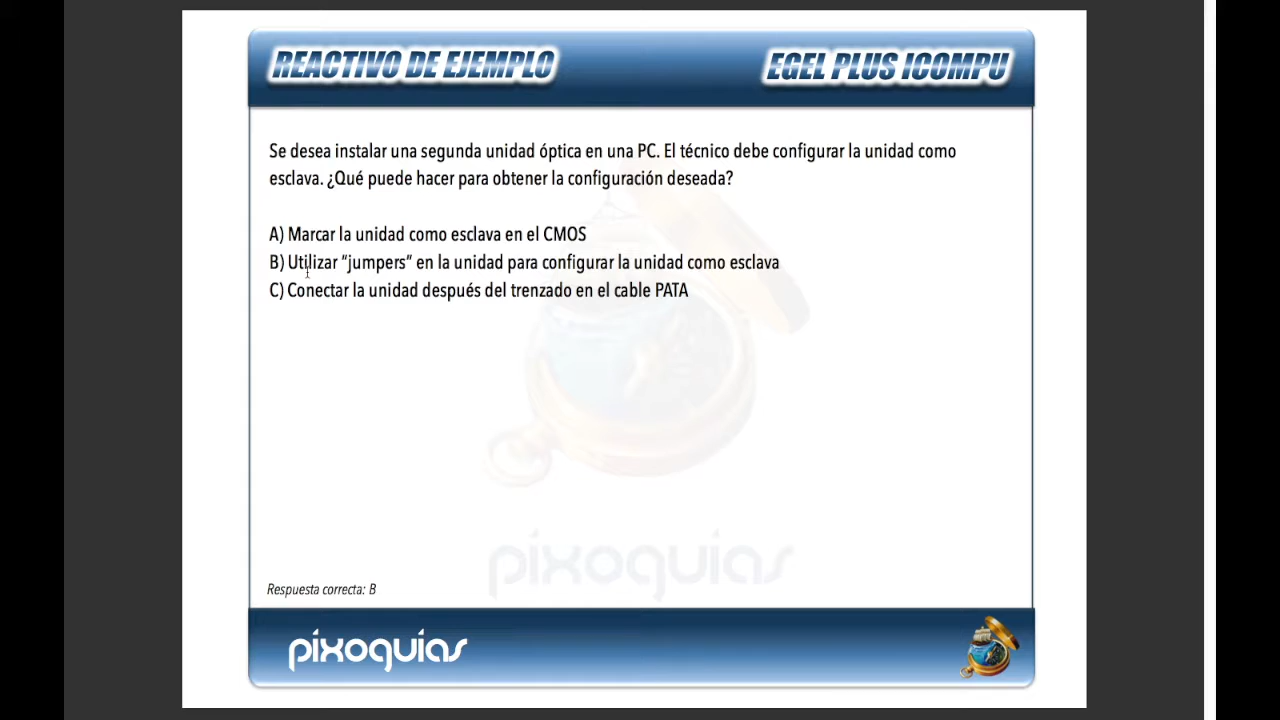 REACTIVO DE EJEMPLO
EGEL PLUS ICOMPU
Se desea instalar una segunda unidad óptica en una PC. El técnico debe configurar la unidad como
esclava. ¿Qué puede hacer para obtener la configuración deseada?
A) Marcar la unidad como esclava en el CMOS
B) Utilizar “jumpers” en la unidad para configurar la unidad como esclava
C) Conectar la unidad después del trenzado en el cable PATA
pixoguías
Respuesta correcta: B
pixoguías